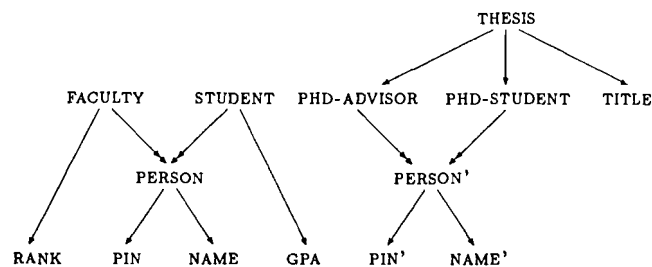 THESIS
FACULTY STUDENT PHD-ADVISOR PHD-STUDENT TITLE
PERSON PERSON'
RANK PIN NAME GPA PIN' NAME'